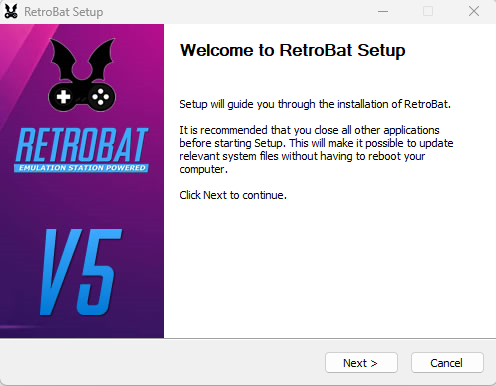 RetroBat Setup
Welcome to RetroBat Setup
Setup will guide you through the installation of RetroBat.
It is recommended that you close all other applications
before starting Setup. This will make it possible to update
relevant system files without having to reboot your
computer.
Click Next to continue.
RETROBAT
EMULATION STATION POWERED
V5
Next >
Cancel